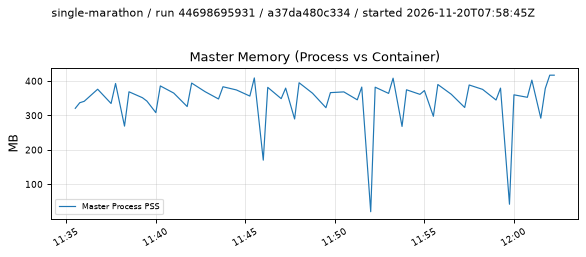 single-marathon / run 44698695931 / a37da480c334 / started 2026-11-20T07:58:45Z
Master Memory (Process vs Container)
MB
400
300
200
100
Master Process PSS
11:35
11:40
11:45
11:50
11:55
12:00